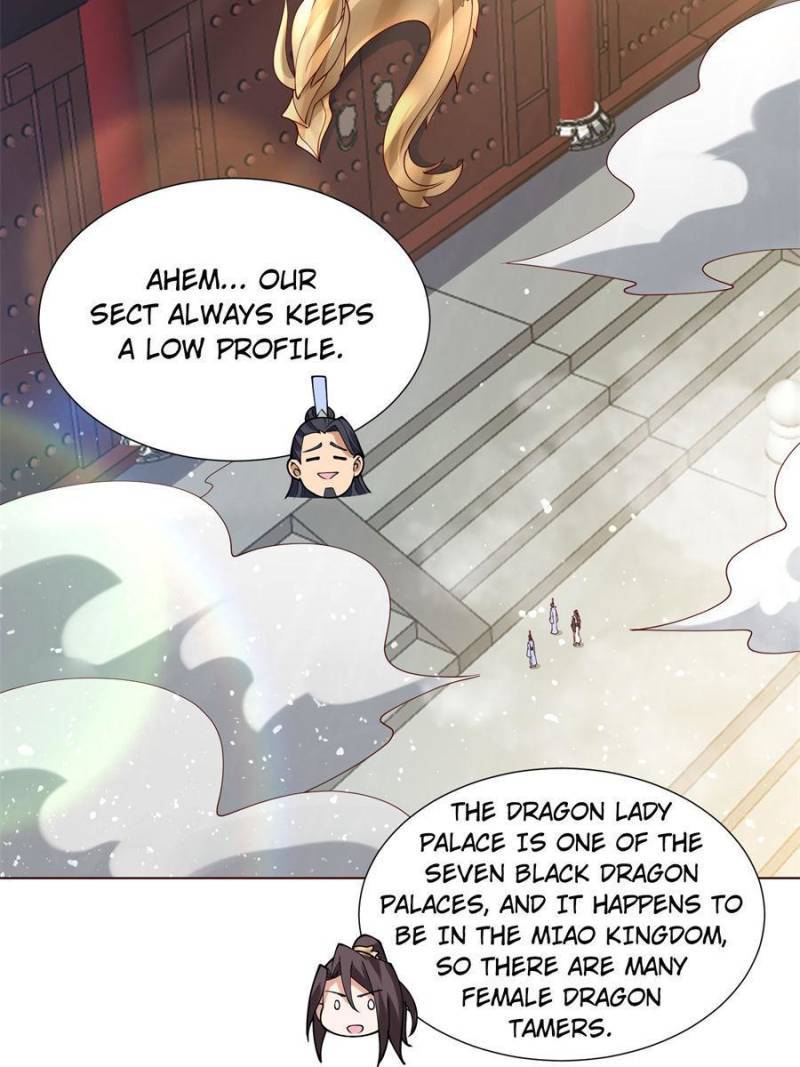 AHEM... OUR
SECT ALWAYS KEEPS
A LOW PROFILE.
THE DRAGON LADY
PALACE IS ONE OF THE
SEVEN BLACK DRAGON
PALACES, AND IT HAPPENS TO
BE IN THE MIAO KINGDOM,
SO THERE ARE MANY
FEMALE DRAGON
TAMERS.